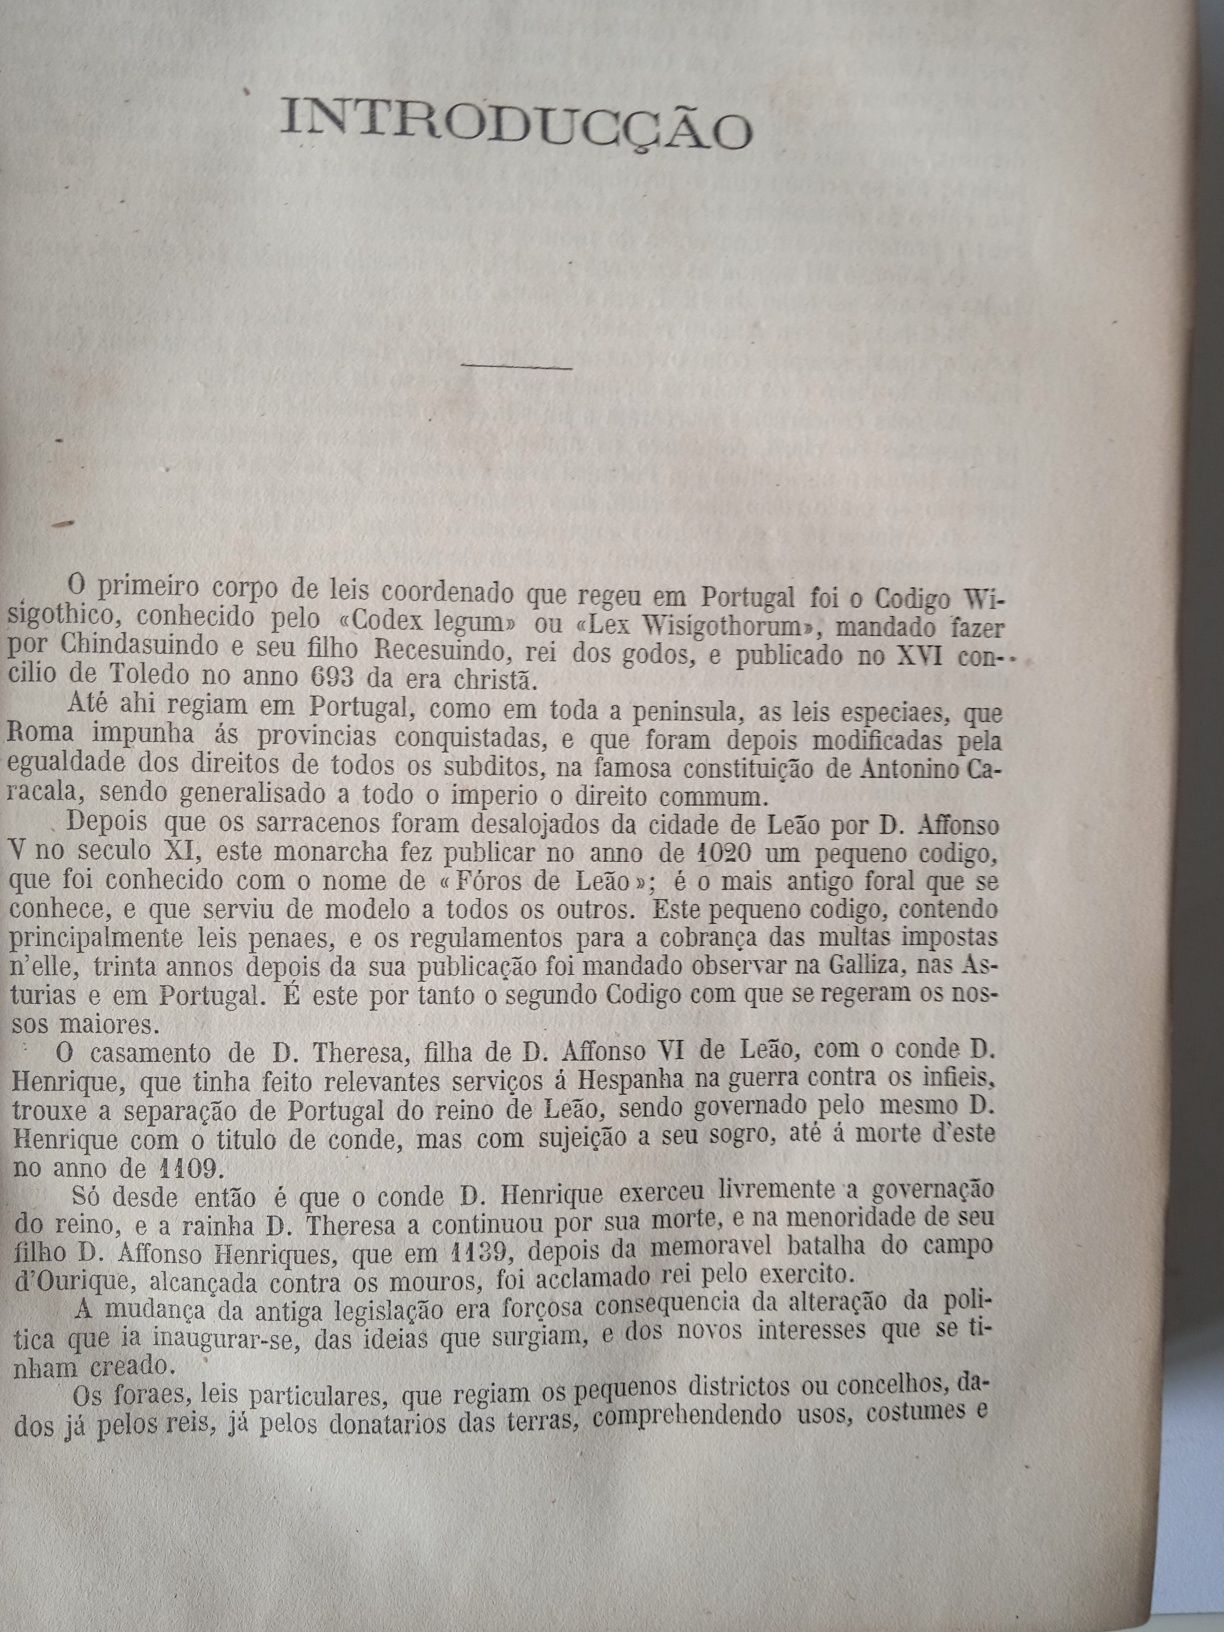 INTRODUCÇÃO
O primeiro corpo de leis coordenado que regeu em Portugal foi o Codigo Wi-
sigothico, conhecido pelo «Codex legum» ou «Lex Wisigothorum», mandado fazer
por Chindasuindo e seu filho Recesuindo, rei dos godos, e publicado no XVI con-
cilio de Toledo no anno 693 da era christã.
Até ahi regiam em Portugal, como em toda a peninsula, as leis especiaes, que
Roma impunha ás provincias conquistadas, e que foram depois modificadas pela
egualdade dos direitos de todos os subditos, na famosa constituição de Antonino Ca-
racala, sendo generalisado a todo o imperio o direito commum.
Depois que os sarracenos foram desalojados da cidade de Leão por D. Affonso
V no seculo XI, este monarcha fez publicar no anno de 1020 um pequeno codigo,
que foi conhecido com o nome de «Fóros de Leão»; é o mais antigo foral que se
conhece, e que serviu de modelo a todos os outros. Este pequeno codigo, contendo
principalmente leis penaes, e os regulamentos para a cobrança das multas impostas
n'elle, trinta annos depois da sua publicação foi mandado observar na Galliza, nas As-
turias e em Portugal. É este por tanto o segundo Codigo com que se regeram os nos-
sos maiores.
O casamento de D. Theresa, filha de D. Affonso VI de Leão, com o conde D.
Henrique, que tinha feito relevantes serviços á Hespanha na guerra contra os infieis,
trouxe a separação de Portugal do reino de Leão, sendo governado pelo mesmo D.
Henrique com o titulo de conde, mas com sujeição a seu sogro, até á morte d'este
no anno de 1109.
Só desde então é que o conde D. Henrique exerceu livremente a governação
do reino, e a rainha D. Theresa a continuou por sua morte, e na menoridade de seu
filho D. Affonso Henriques, que em 1139, depois da memoravel batalha do campo
d'Ourique, alcançada contra os mouros, foi acclamado rei pelo exercito.
A mudança da antiga legislação era forçosa consequencia da alteração da poli-
tica que ia inaugurar-se, das ideias que surgiam, e dos novos interesses que se ti-
nham creado.
Os foraes, leis particulares, que regiam os pequenos districtos ou concelhos, da-
dos já pelos reis, já pelos donatarios das terras, comprehendendo usos, costumes e